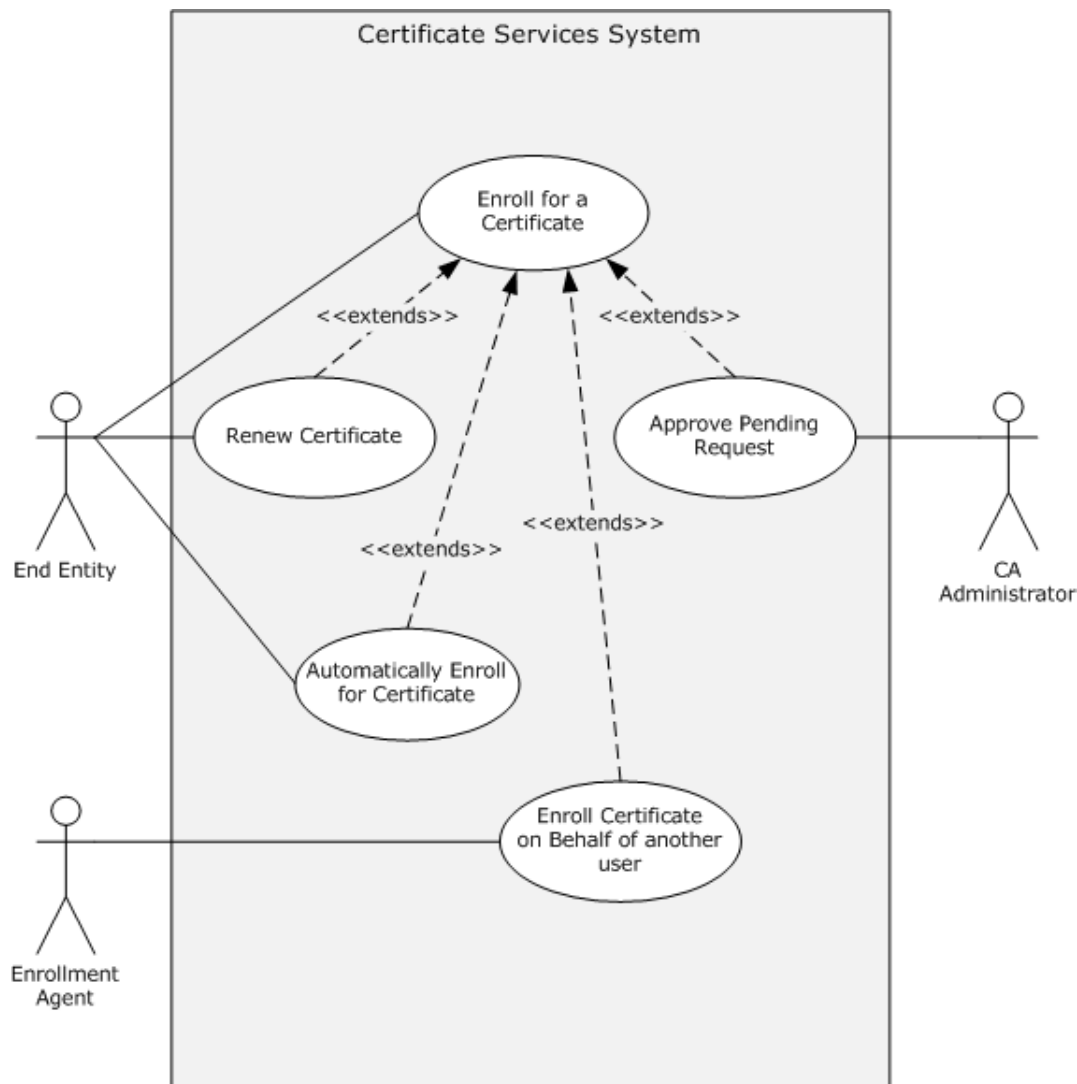 Certificate Services System
Enroll for a
Certificate
<<extends>>
<<extends>>
Renew Certificate
Approve Pending
Request
<<extends>>
<<extends>>
End Entity
CA
Administrator
Automatically Enroll
for Certificate
Enroll Certificate
on Behalf of another
user
Enrollment
Agent